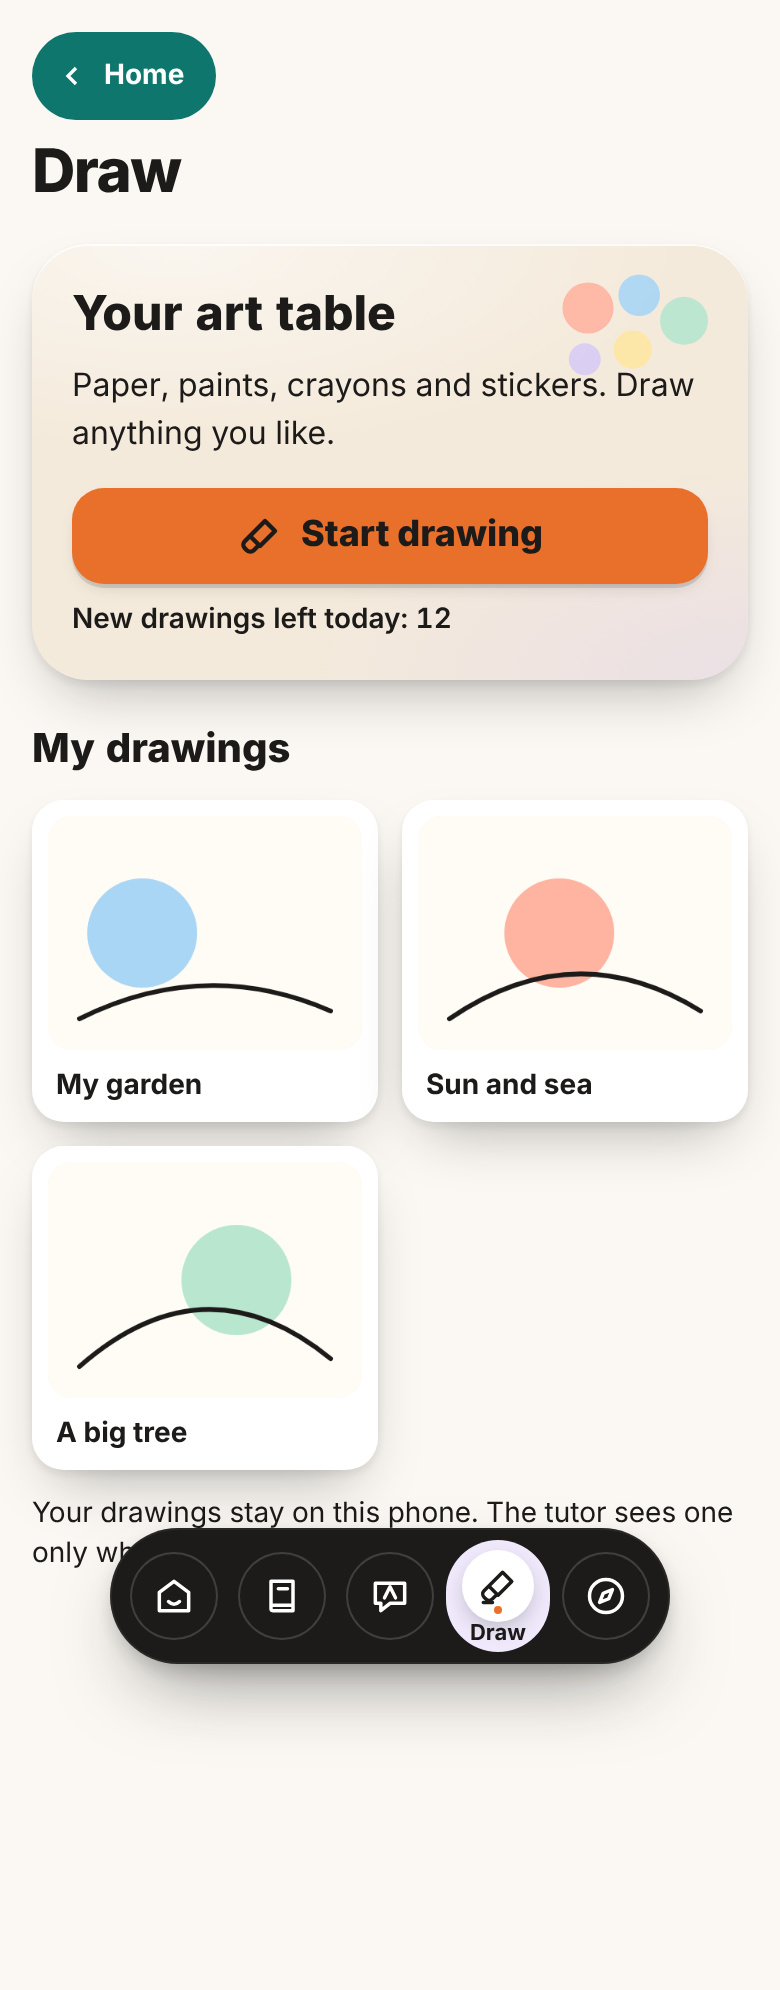 Home
Draw
Your art table
Paper, paints, crayons and stickers. Draw
anything you like.
Start drawing
New drawings left today: 12
My drawings
My garden
Sun and sea
A big tree
Your drawings stay on this phone. The tutor sees one
only
Draw